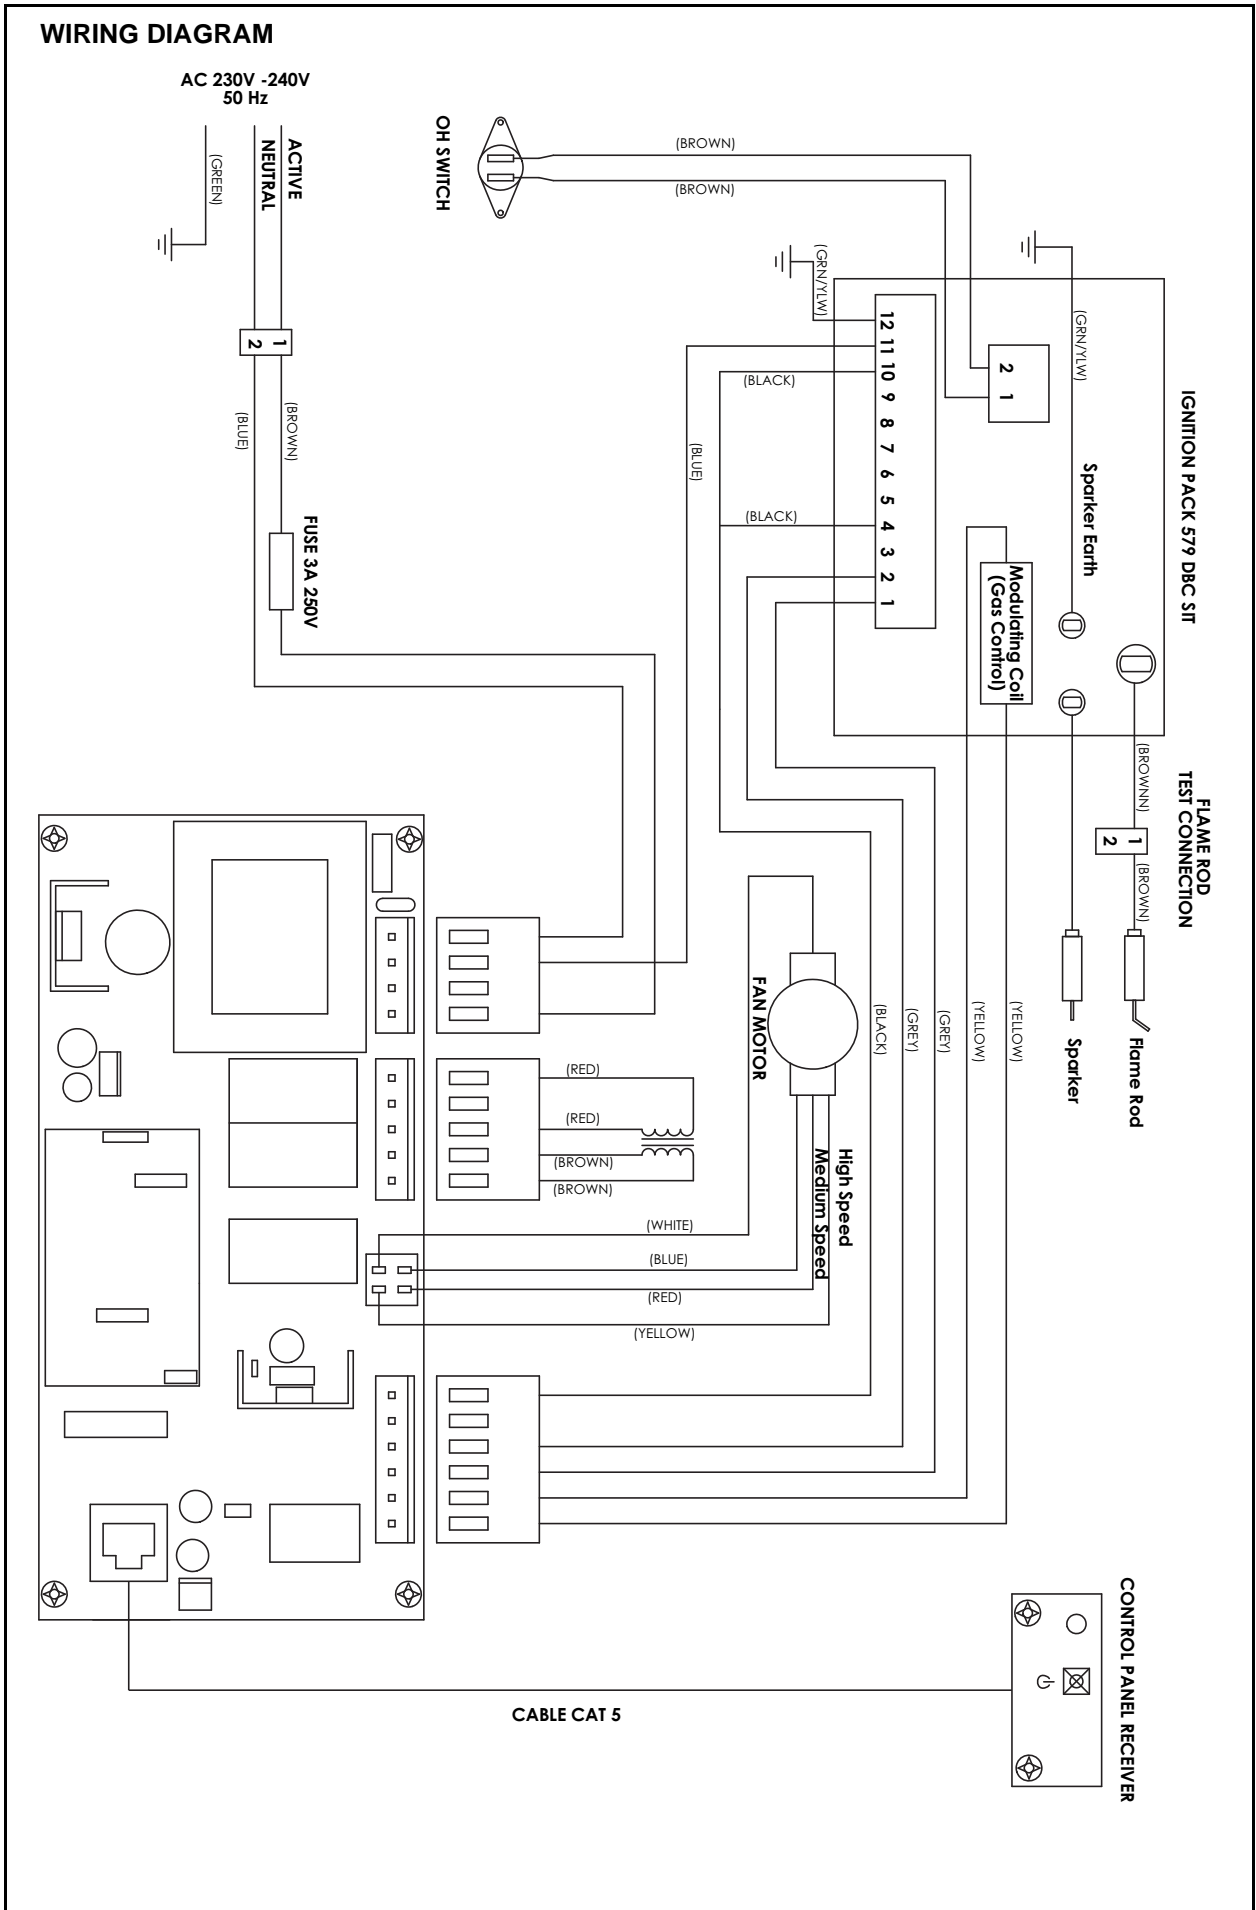 WIRING DIAGRAM
AC 230V -240V
50 Hz
ACTIVE
NEUTRAL
(GREEN)
1
2
(BROWN)
(BLUE)
FUSE 3A 250V
OH SWITCH
(BROWN)
(BROWN)
(GRN/YLW)
(GRN/YLW)
12
11
10
9
8
7
6
5
4
3
2
1
2
1
(BLACK)
(BLUE)
(BLACK)
IGNITION PACK 579 DBC SIT
Sparker Earth
Modulating Coil
(Gas Control)
FLAME ROD
TEST CONNECTION
(BROWNN)
1
2
(BROWN)
Flame Rod
Sparker
FAN MOTOR
(BLACK)
(GREY)
(GREY)
(YELLOW)
(YELLOW)
High Speed
Medium Speed
(RED)
(RED)
(BROWN)
(BROWN)
(WHITE)
(BLUE)
(RED)
(YELLOW)
CONTROL PANEL RECEIVER
CABLE CAT 5